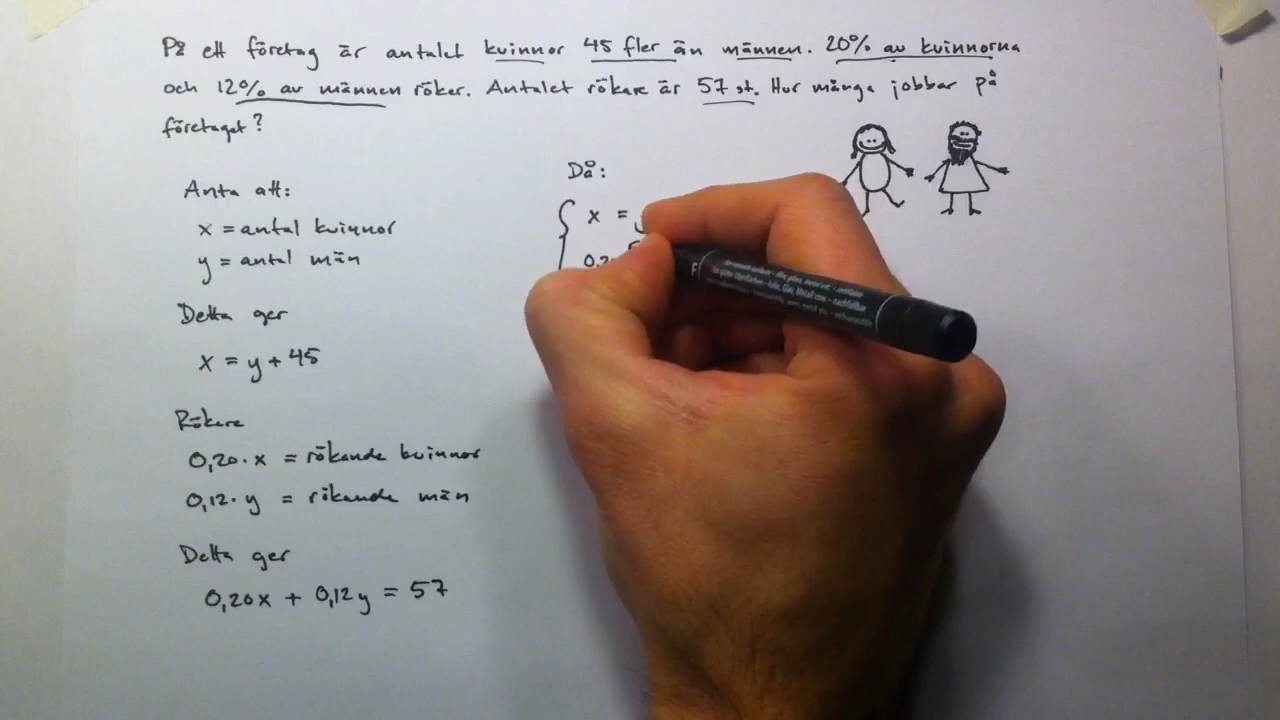 På ett företag är antalet kvinnor 45 fler än männen. 20% av kvinnorna
och 12% av männen röker. Antalet rökare är 57 st. Hur många jobbar på
företaget?
Anta att:
x = antal kvinnor
y = antal män
Detta ger
x = y + 45
Rökare
0,20·x = rökande kvinnor
0,12·y = rökande män
Detta ger
0,20x + 0,12y = 57
Då:
x =
0,2
F